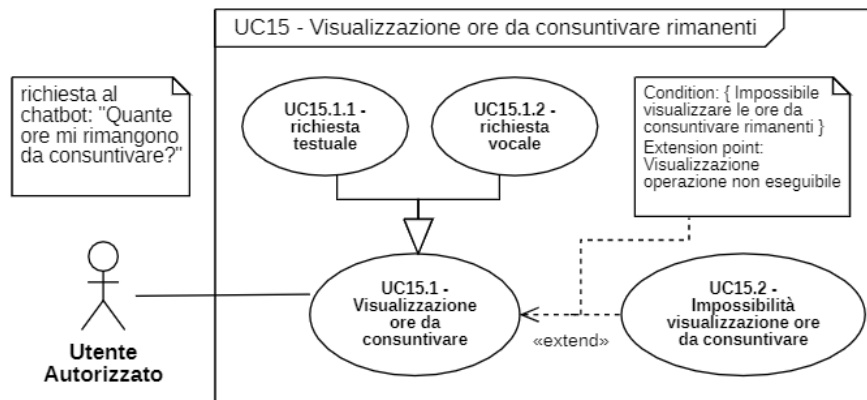 UC15 - Visualizzazione ore da consuntivare rimanenti
richiesta al
chatbot: "Quante
ore mi rimangono
da consuntivare?"
UC15.1.1 -
richiesta
testuale
UC15.1.2 -
richiesta
vocale
Condition: { Impossibile
visualizzare le ore da
consuntivare rimanenti }
Extension point:
Visualizzazione
operazione non eseguibile
UC15.1 -
Visualizzazione
ore da
consuntivare
«extend»
UC15.2 -
Impossibilità
visualizzazione ore
da consuntivare
Utente
Autorizzato